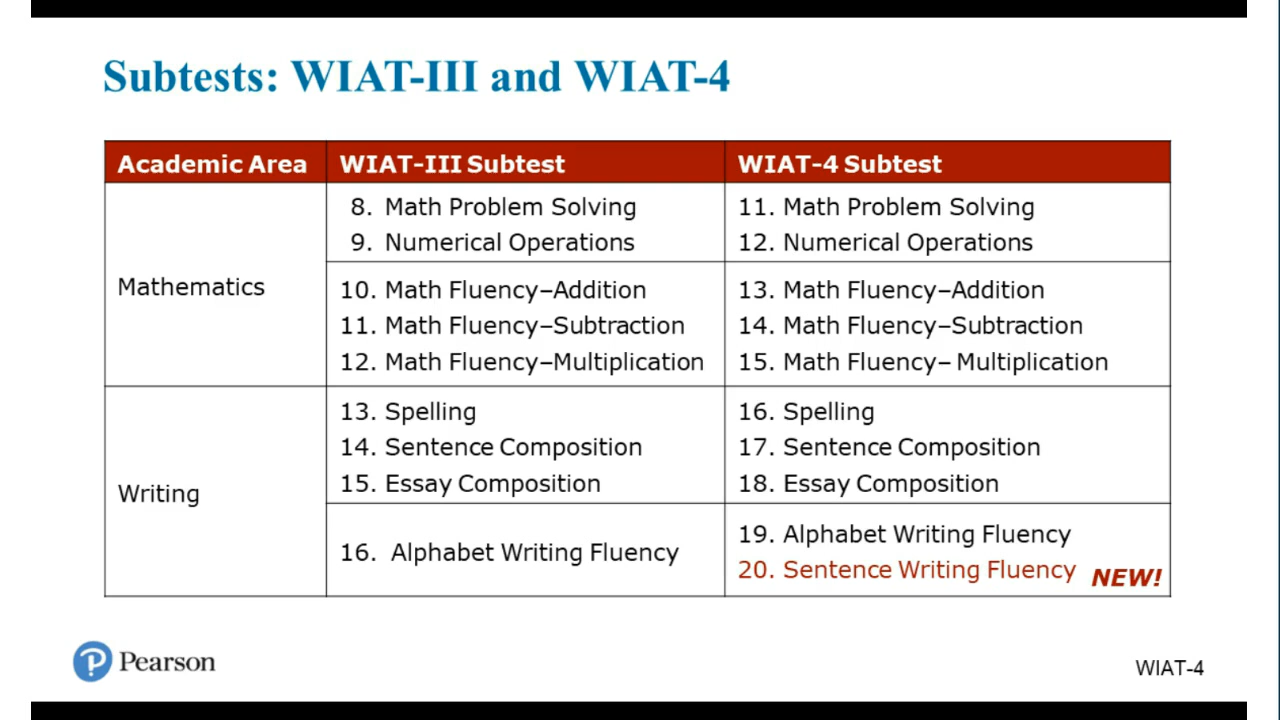 Subtests: WIAT-III and WIAT-4
Academic Area WIAT-III Subtest WIAT-4 Subtest
Mathematics
8. Math Problem Solving
9. Numerical Operations
11. Math Problem Solving
12. Numerical Operations
10. Math Fluency–Addition
11. Math Fluency–Subtraction
12. Math Fluency–Multiplication
13. Math Fluency–Addition
14. Math Fluency–Subtraction
15. Math Fluency– Multiplication
Writing
13. Spelling
14. Sentence Composition
15. Essay Composition
16. Spelling
17. Sentence Composition
18. Essay Composition
16. Alphabet Writing Fluency
19. Alphabet Writing Fluency
20. Sentence Writing Fluency NEW!
Pearson
WIAT-4